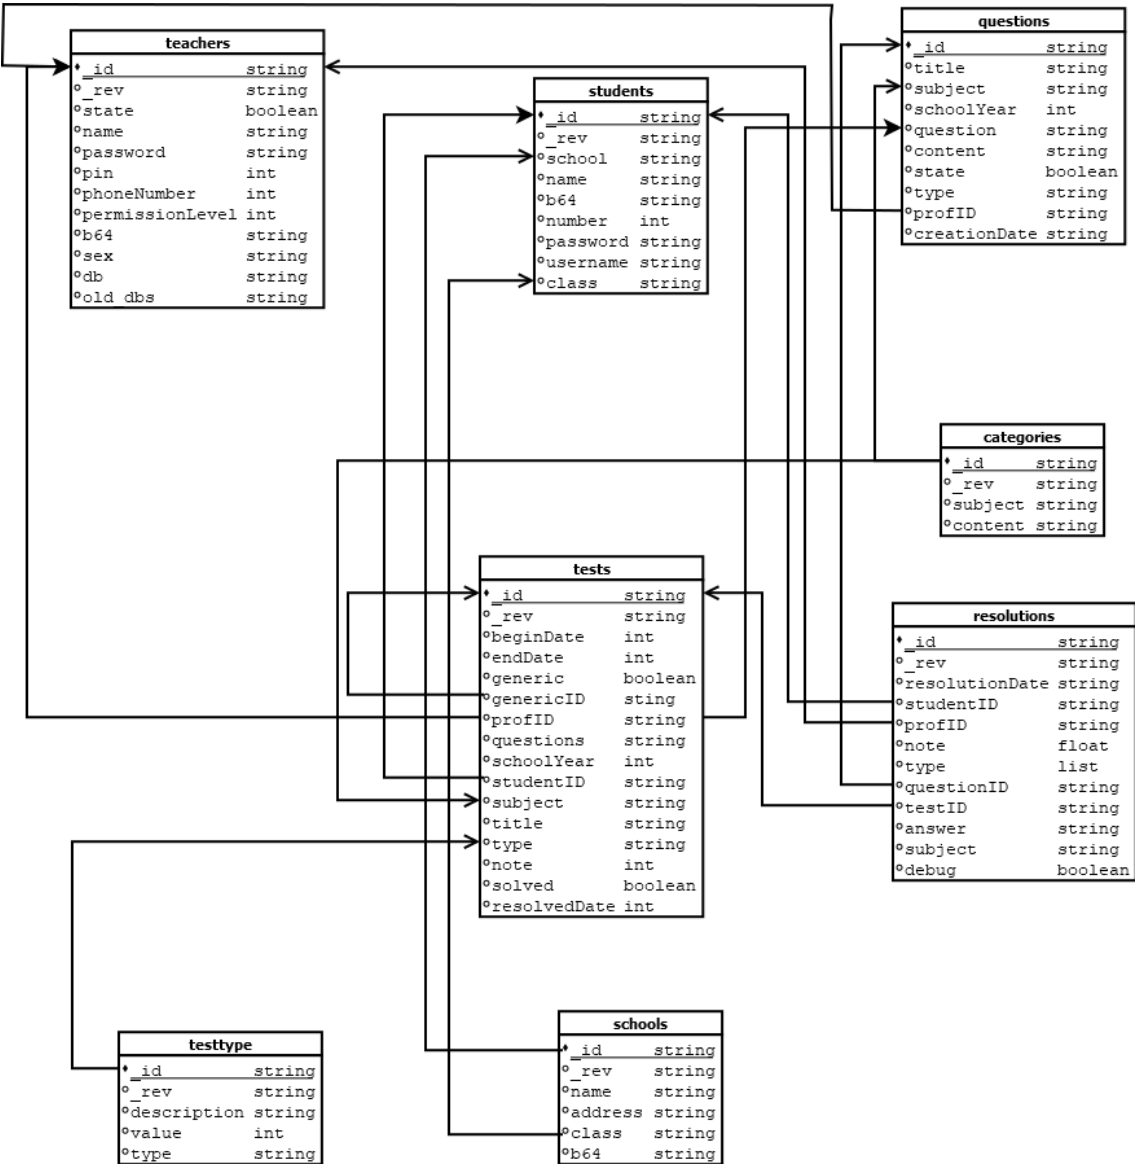 teachers
_id string
_rev string
state boolean
name string
password string
pin int
phoneNumber int
permissionLevel int
b64 string
sex string
db string
old_dbs string
students
_id string
_rev string
school string
name string
b64 string
number int
password string
username string
class string
questions
_id string
title string
subject string
schoolYear int
question string
content string
state boolean
type string
profID string
creationDate string
categories
_id string
_rev string
subject string
content string
tests
_id string
_rev string
beginDate int
endDate int
generic boolean
genericID sting
profID string
questions string
schoolYear int
studentID string
subject string
title string
type string
note int
solved boolean
resolvedDate int
resolutions
_id string
_rev string
resolutionDate string
studentID string
profID string
note float
type list
questionID string
testID string
answer string
subject string
debug boolean
testtype
_id string
_rev string
description string
value int
type string
schools
_id string
_rev string
name string
address string
class string
b64 string